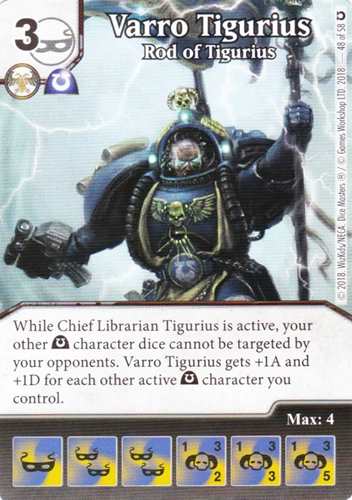 3
Varro Tigurius
Rod of Tigurius
© 2018. WizKids/NECA. Dice Masters ® / © Games Workshop LTD. 2018 — 48 of 58
While Chief Librarian Tigurius is active, your
other character dice cannot be targeted by
your opponents. Varro Tigurius gets +1A and
+1D for each other active character you
control.
Max: 4
1 3
2
1 3
3
1 3
5